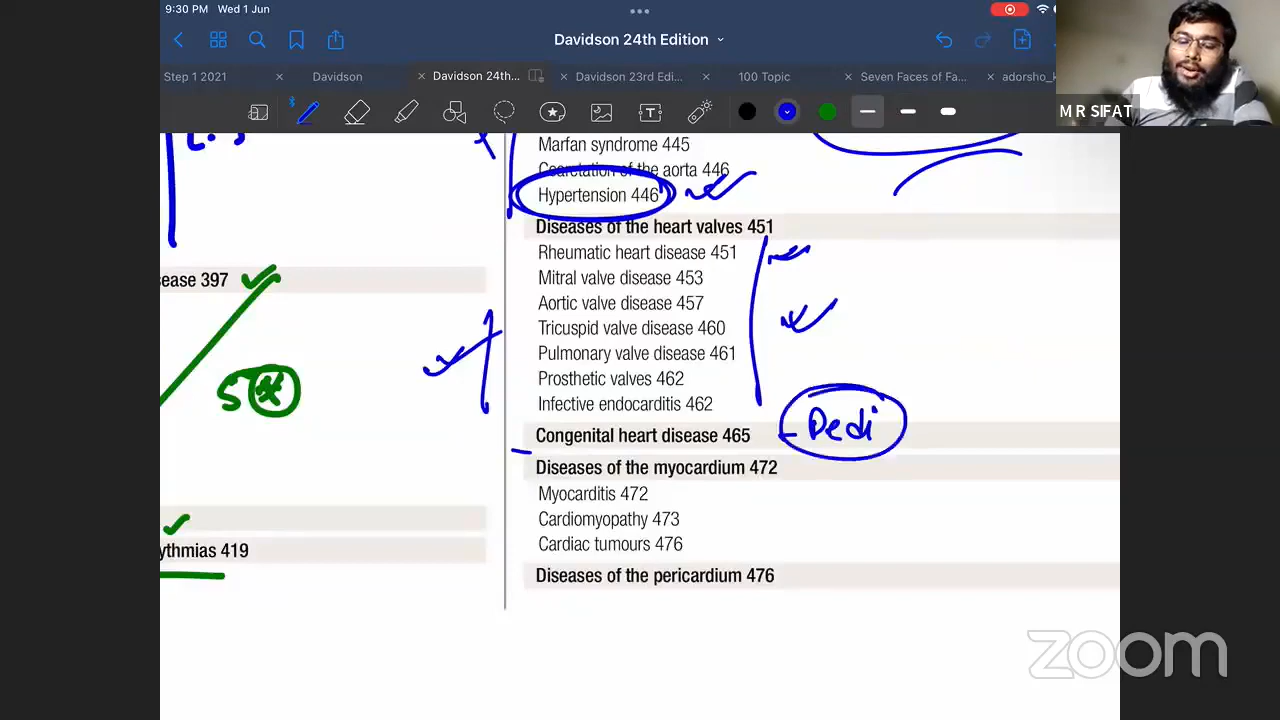 9:30 PM Wed 1 Jun
Davidson 24th Edition
Step 1 2021
Davidson
Davidson 24th...
Davidson 23rd Edi...
100 Topic
Seven Faces of Fa...
adorsho_k
M R SIFAT
Marfan syndrome 445
Coarctation of the aorta 446
Hypertension 446
Diseases of the heart valves 451
Rheumatic heart disease 451
sease 397
Mitral valve disease 453
Aortic valve disease 457
Tricuspid valve disease 460
Pulmonary valve disease 461
Prosthetic valves 462
5
Infective endocarditis 462
Congenital heart disease 465
Pedi
Diseases of the myocardium 472
Myocarditis 472
Cardiomyopathy 473
Cardiac tumours 476
ythmias 419
Diseases of the pericardium 476
zoom